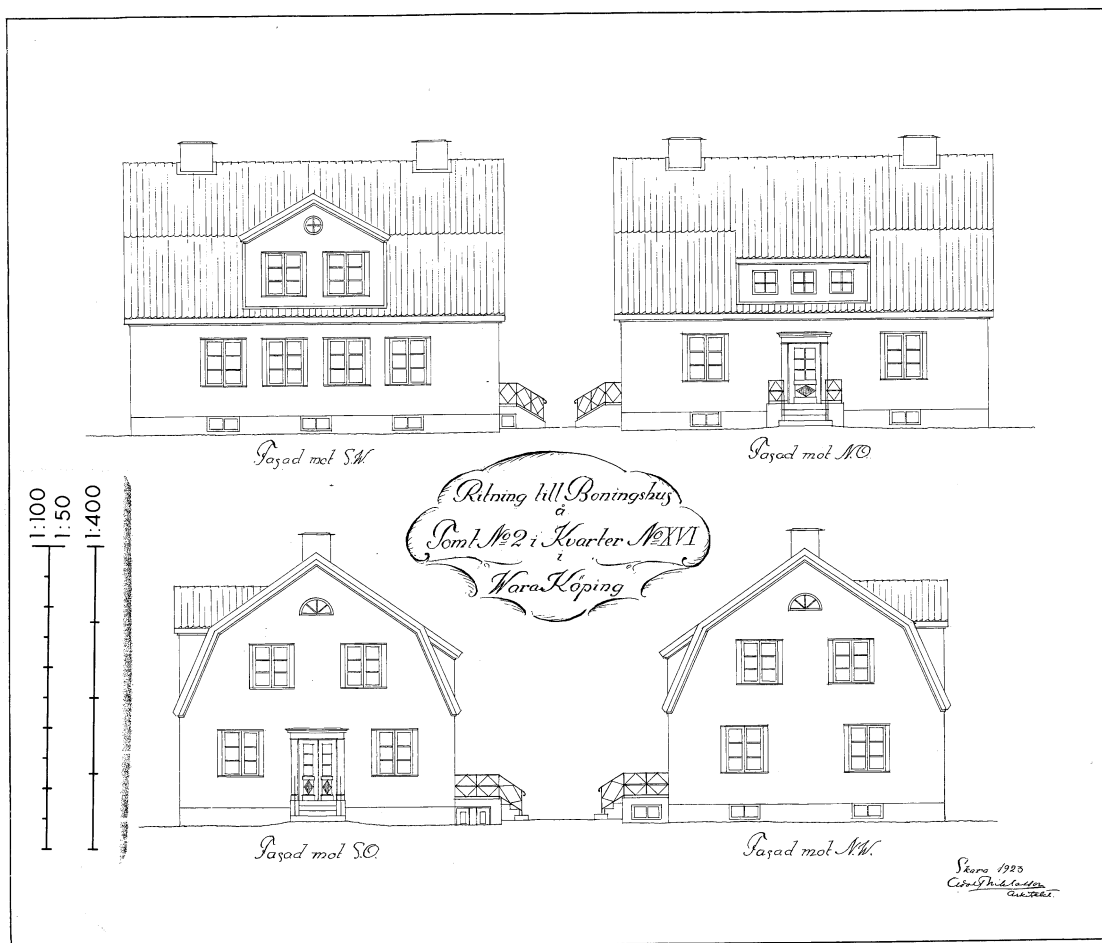 Fasad mot S.W.
Fasad mot N.O.
1:100
1:50
1:400
Ritning till Boningshus
å
Tomt № 2 i Kvarter № XVI
i
Wara Köping
Fasad mot S.O.
Fasad mot N.W.
Skara 1923
Arkitekt.